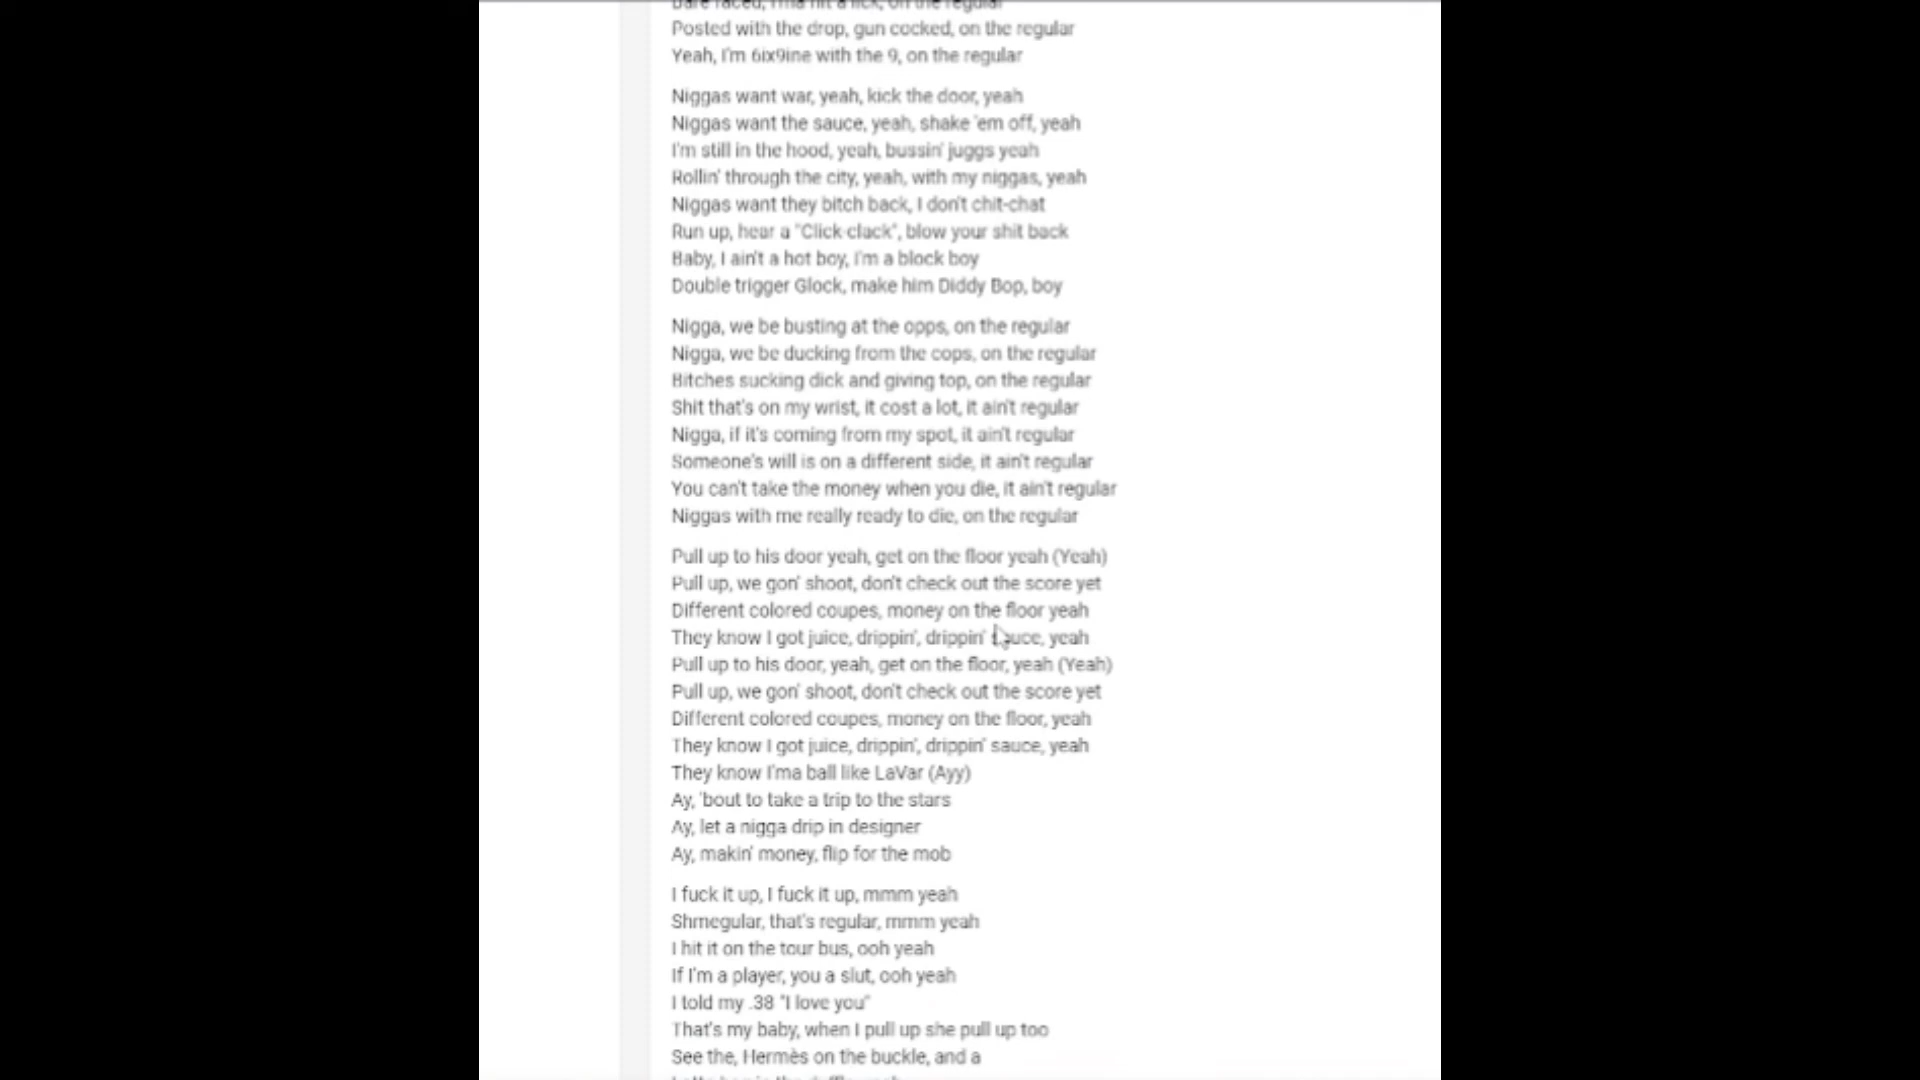 Bare faced, I'ma hit a lick, on the regular
Posted with the drop, gun cocked, on the regular
Yeah, I'm 6ix9ine with the 9, on the regular
Niggas want war, yeah, kick the door, yeah
Niggas want the sauce, yeah, shake 'em off, yeah
I'm still in the hood, yeah, bussin' juggs yeah
Rollin' through the city, yeah, with my niggas, yeah
Niggas want they bitch back, I don't chit-chat
Run up, hear a "Click-clack", blow your shit back
Baby, I ain't a hot boy, I'm a block boy
Double trigger Glock, make him Diddy Bop, boy
Nigga, we be busting at the opps, on the regular
Nigga, we be ducking from the cops, on the regular
Bitches sucking dick and giving top, on the regular
Shit that's on my wrist, it cost a lot, it ain't regular
Nigga, if it's coming from my spot, it ain't regular
Someone's will is on a different side, it ain't regular
You can't take the money when you die, it ain't regular
Niggas with me really ready to die, on the regular
Pull up to his door yeah, get on the floor yeah (Yeah)
Pull up, we gon' shoot, don't check out the score yet
Different colored coupes, money on the floor yeah
They know I got juice, drippin', drippin' sauce, yeah
Pull up to his door, yeah, get on the floor, yeah (Yeah)
Pull up, we gon' shoot, don't check out the score yet
Different colored coupes, money on the floor, yeah
They know I got juice, drippin', drippin' sauce, yeah
They know I'ma ball like LaVar (Ayy)
Ay, 'bout to take a trip to the stars
Ay, let a nigga drip in designer
Ay, makin' money, flip for the mob
I fuck it up, I fuck it up, mmm yeah
Shmegular, that's regular, mmm yeah
I hit it on the tour bus, ooh yeah
If I'm a player, you a slut, ooh yeah
I told my .38 "I love you"
That's my baby, when I pull up she pull up too
See the, Hermès on the buckle, and a